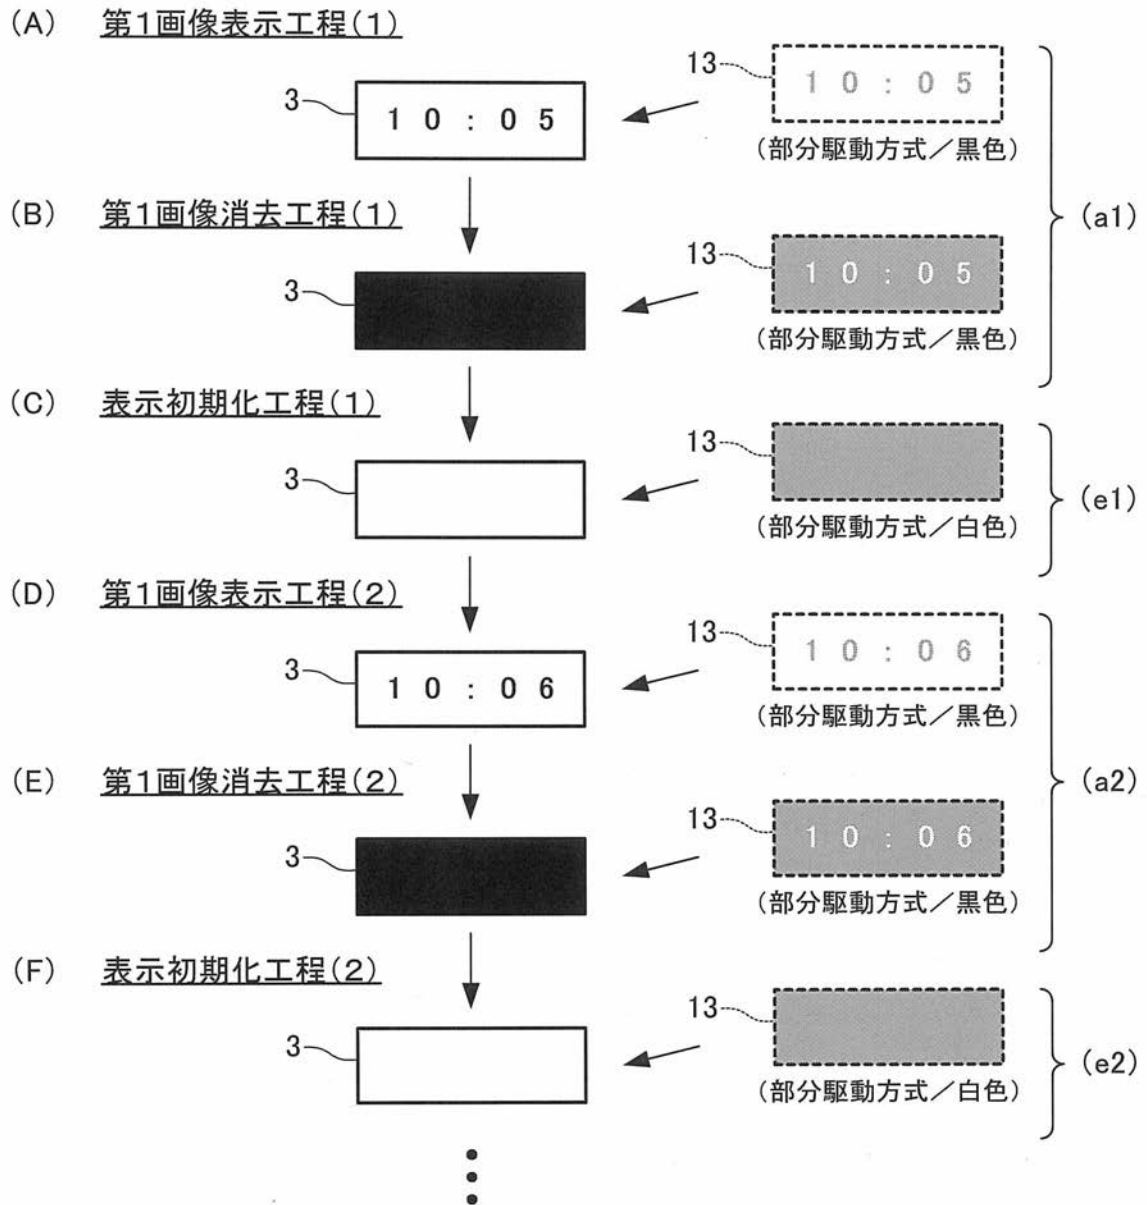 (A) 第1画像表示工程(1)
3
10:05
13
10:05
(部分駆動方式/黒色)
(a1)
(B) 第1画像消去工程(1)
3
13
10:05
(部分駆動方式/黒色)
(C) 表示初期化工程(1)
3
13
(部分駆動方式/白色)
(e1)
(D) 第1画像表示工程(2)
3
10:06
13
10:06
(部分駆動方式/黒色)
(a2)
(E) 第1画像消去工程(2)
3
13
10:06
(部分駆動方式/黒色)
(F) 表示初期化工程(2)
3
13
(部分駆動方式/白色)
(e2)